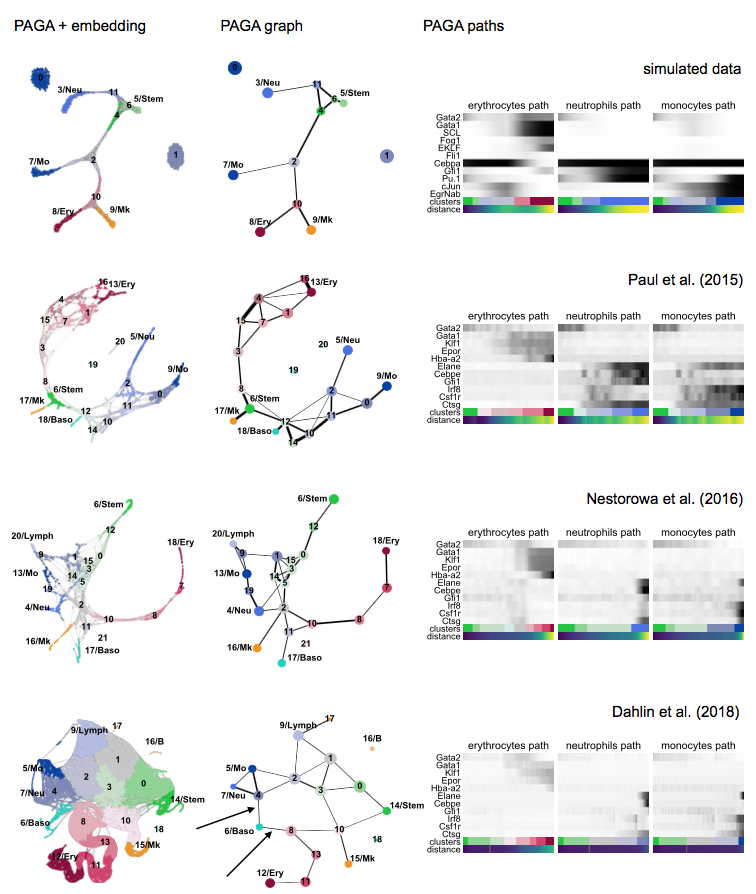 PAGA + embedding PAGA graph PAGA paths
simulated data
0 3/Neu 11 6 5/Stem 4 1 2 7/Mo 10 8/Ery 9/Mk
0 3/Neu 11 6 5/Stem 4 1 2 7/Mo 10 8/Ery 9/Mk
erythrocytes path neutrophils path monocytes path
Gata2
Gata1
SCL
Fog1
EKLF
Fli1
Cebpa
Gfi1
Pu.1
cJun
EgrNab
clusters
distance
Paul et al. (2015)
16 13/Ery 4 15 7 1 3 20 5/Neu 19 8 9/Mo 2 6/Stem 0 17/Mk 12 11 18/Baso 10 14
16 13/Ery 4 1 15 7 3 20 5/Neu 19 8 9/Mo 2 6/Stem 0 17/Mk 12 11 18/Baso 10 14
erythrocytes path neutrophils path monocytes path
Gata2
Gata1
Klf1
Epor
Hba-a2
Elane
Cebpe
Gfi1
Irf8
Csf1r
Ctsg
clusters
distance
Nestorowa et al. (2016)
6/Stem 12 20/Lymph 9 1 15 0 18/Ery 3 13/Mo 14 5 19 7 4/Neu 2 11 10 8 16/Mk 21 17/Baso
6/Stem 12 20/Lymph 9 1 15 0 18/Ery 3 13/Mo 14 5 19 7 4/Neu 2 11 10 8 16/Mk 21 17/Baso
erythrocytes path neutrophils path monocytes path
Gata2
Gata1
Klf1
Epor
Hba-a2
Elane
Cebpe
Gfi1
Irf8
Csf1r
Ctsg
clusters
distance
Dahlin et al. (2018)
9/Lymph 17 16/B 1 5/Mo 2 0 3 7/Neu 4 14/Stem 6/Baso 8 10 18 13 15/Mk 12/Ery 11
9/Lymph 17 16/B 1 5/Mo 2 0 3 7/Neu 4 14/Stem 6/Baso 8 10 18 13 15/Mk 12/Ery 11
erythrocytes path neutrophils path monocytes path
Gata2
Gata1
Klf1
Epor
Hba-a2
Elane
Cebpe
Gfi1
Irf8
Csf1r
Ctsg
clusters
distance